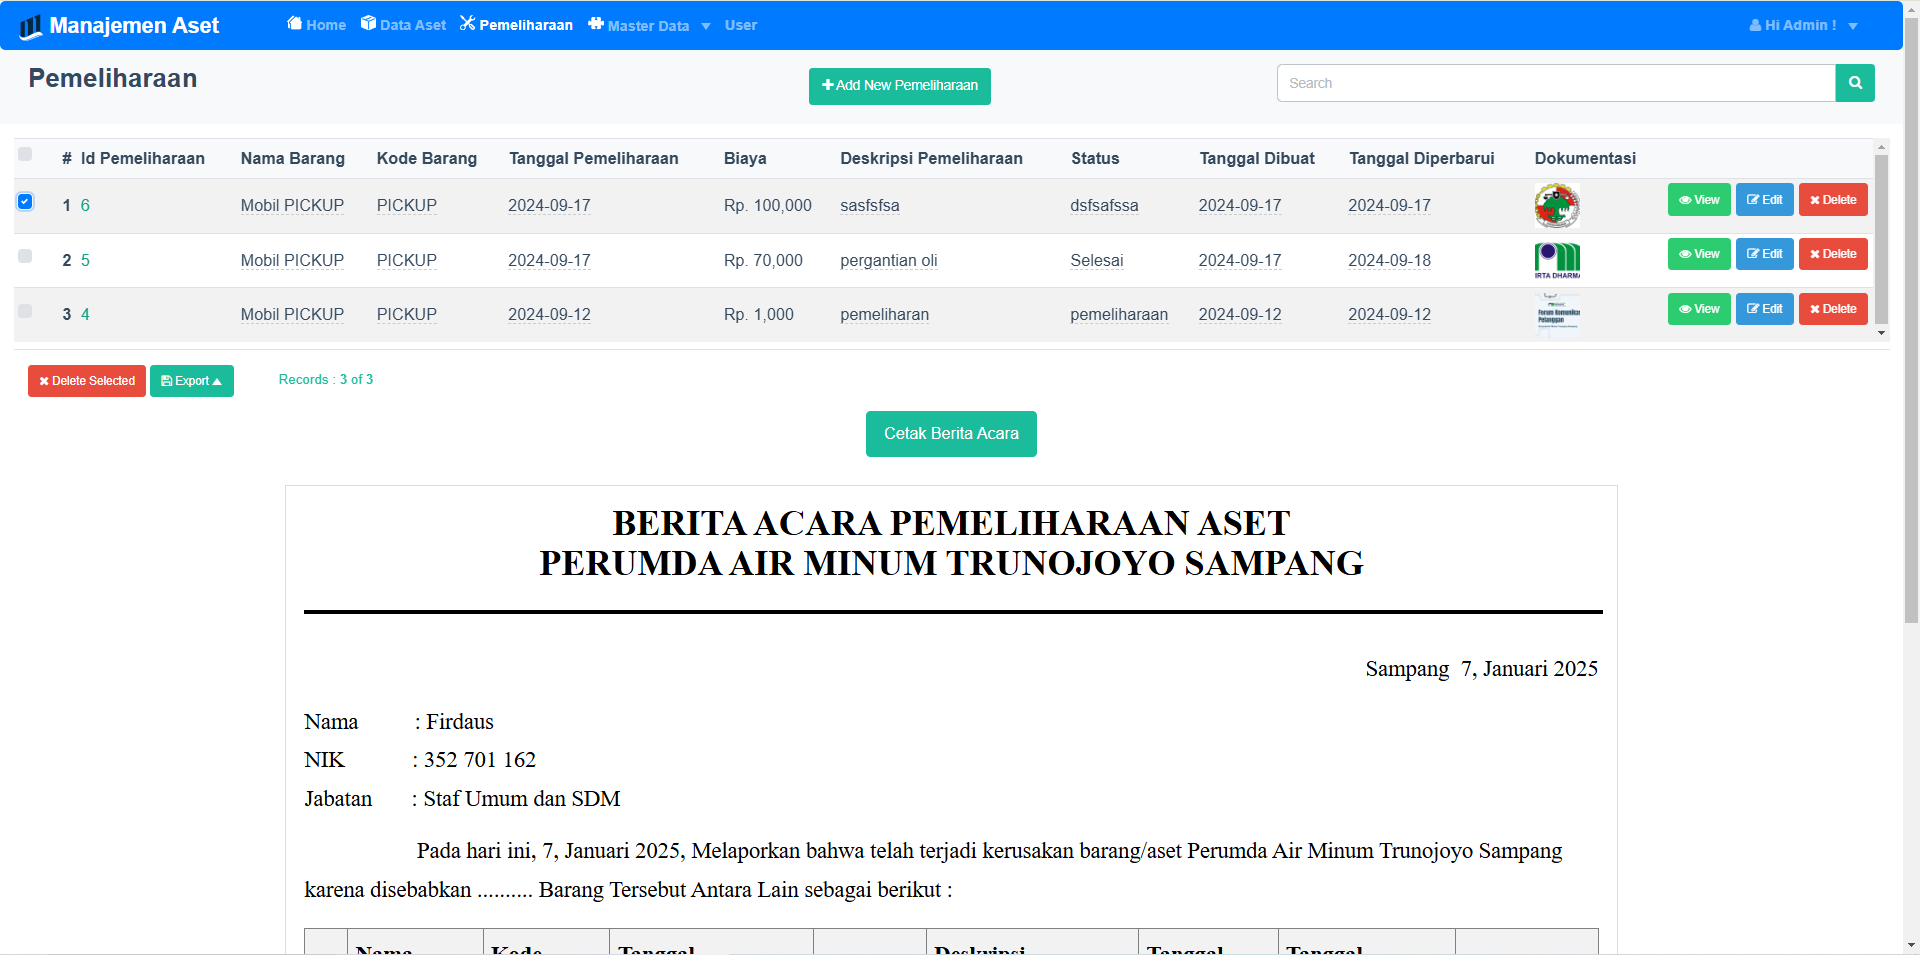 Manajemen Aset Home Data Aset Pemeliharaan Master Data User Hi Admin !
Pemeliharaan Add New Pemeliharaan Search
# Id Pemeliharaan Nama Barang Kode Barang Tanggal Pemeliharaan Biaya Deskripsi Pemeliharaan Status Tanggal Dibuat Tanggal Diperbarui Dokumentasi
1 6 Mobil PICKUP PICKUP 2024-09-17 Rp. 100,000 sasfsfsa dsfsafssa 2024-09-17 2024-09-17 View Edit Delete
2 5 Mobil PICKUP PICKUP 2024-09-17 Rp. 70,000 pergantian oli Selesai 2024-09-17 2024-09-18 IRTA DHARMA View Edit Delete
3 4 Mobil PICKUP PICKUP 2024-09-12 Rp. 1,000 pemeliharan pemeliharaan 2024-09-12 2024-09-12 Forum Komunikas Pelanggan View Edit Delete
Delete Selected Export Records : 3 of 3
Cetak Berita Acara
BERITA ACARA PEMELIHARAAN ASET
PERUMDA AIR MINUM TRUNOJOYO SAMPANG
Sampang 7, Januari 2025
Nama : Firdaus
NIK : 352 701 162
Jabatan : Staf Umum dan SDM
Pada hari ini, 7, Januari 2025, Melaporkan bahwa telah terjadi kerusakan barang/aset Perumda Air Minum Trunojoyo Sampang
karena disebabkan .......... Barang Tersebut Antara Lain sebagai berikut :
Nama Kode Tanggal Deskripsi Tanggal Tanggal